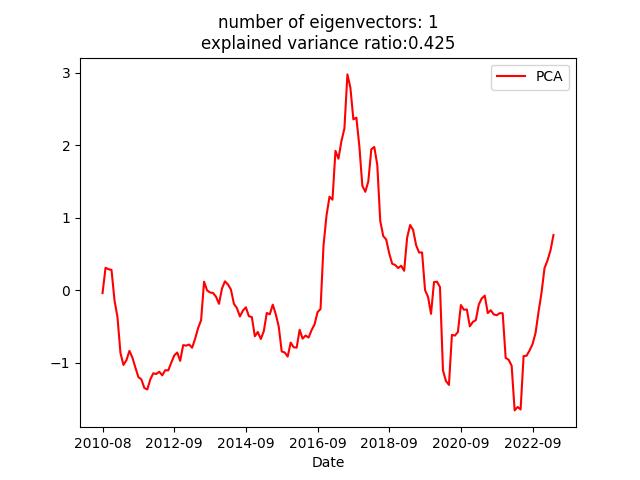 number of eigenvectors: 1
explained variance ratio:0.425
PCA
3
2
1
0
−1
2010-08 2012-09 2014-09 2016-09 2018-09 2020-09 2022-09
Date